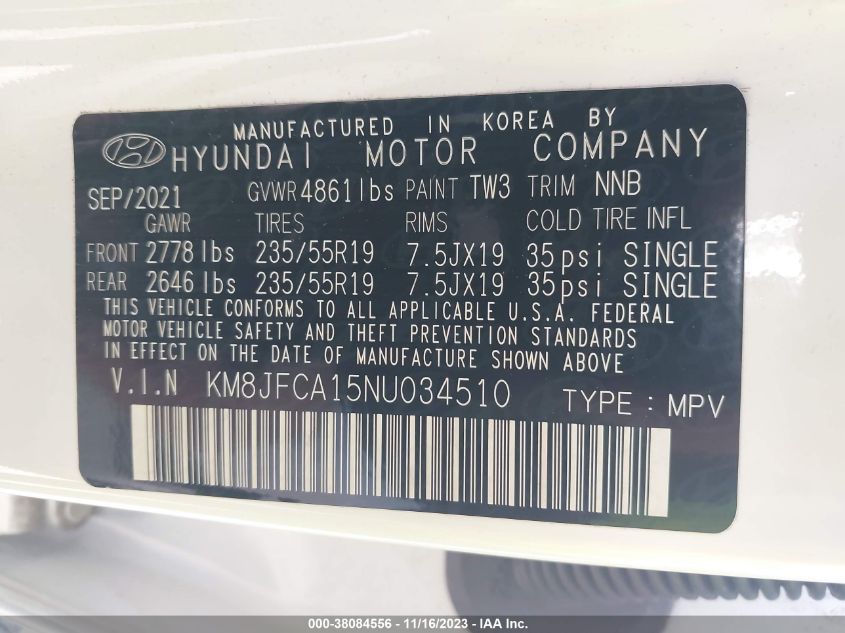 MANUFACTURED IN KOREA BY
HYUNDAI MOTOR COMPANY
SEP/2021 GVWR 4861 lbs PAINT TW3 TRIM NNB
GAWR TIRES RIMS COLD TIRE INFL
FRONT 2778 lbs 235/55R19 7.5JX19 35psi SINGLE
REAR 2646 lbs 235/55R19 7.5JX19 35psi SINGLE
THIS VEHICLE CONFORMS TO ALL APPLICABLE U.S.A. FEDERAL
MOTOR VEHICLE SAFETY AND THEFT PREVENTION STANDARDS
IN EFFECT ON THE DATE OF MANUFACTURE SHOWN ABOVE
V.I.N KM8JFCA15NU034510 TYPE : MPV
000-38084556 - 11/16/2023 - IAA Inc.